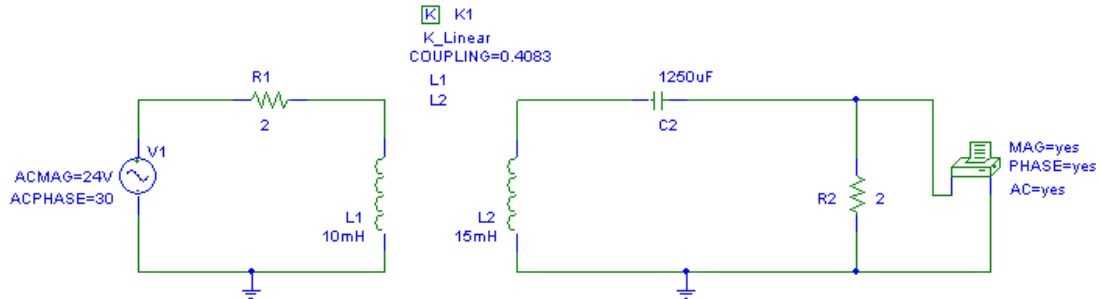 K K1
K_Linear
COUPLING=0.4083
L1
L2
R1
2
1250uF
C2
V1
ACMAG=24V
ACPHASE=30
L1
10mH
L2
15mH
R2 2
MAG=yes
PHASE=yes
AC=yes